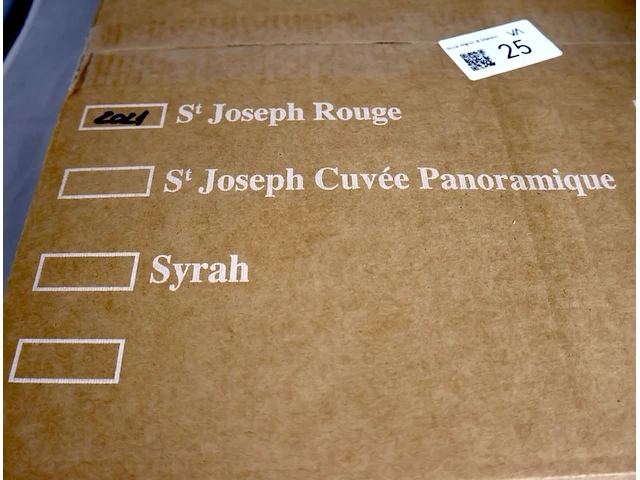 25
2021 St Joseph Rouge
St Joseph Cuvée Panoramique
Syrah